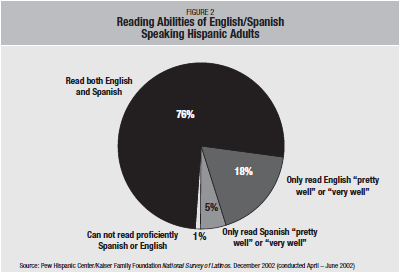 FIGURE 2
Reading Abilities of English/Spanish
Speaking Hispanic Adults
Read both English
and Spanish
76%
18%
Only read English “pretty
well” or “very well”
5%
Only read Spanish “pretty
well” or “very well”
Can not read proficiently
Spanish or English
1%
Source: Pew Hispanic Center/Kaiser Family Foundation National Survey of Latinos. December 2002 (conducted April – June 2002)